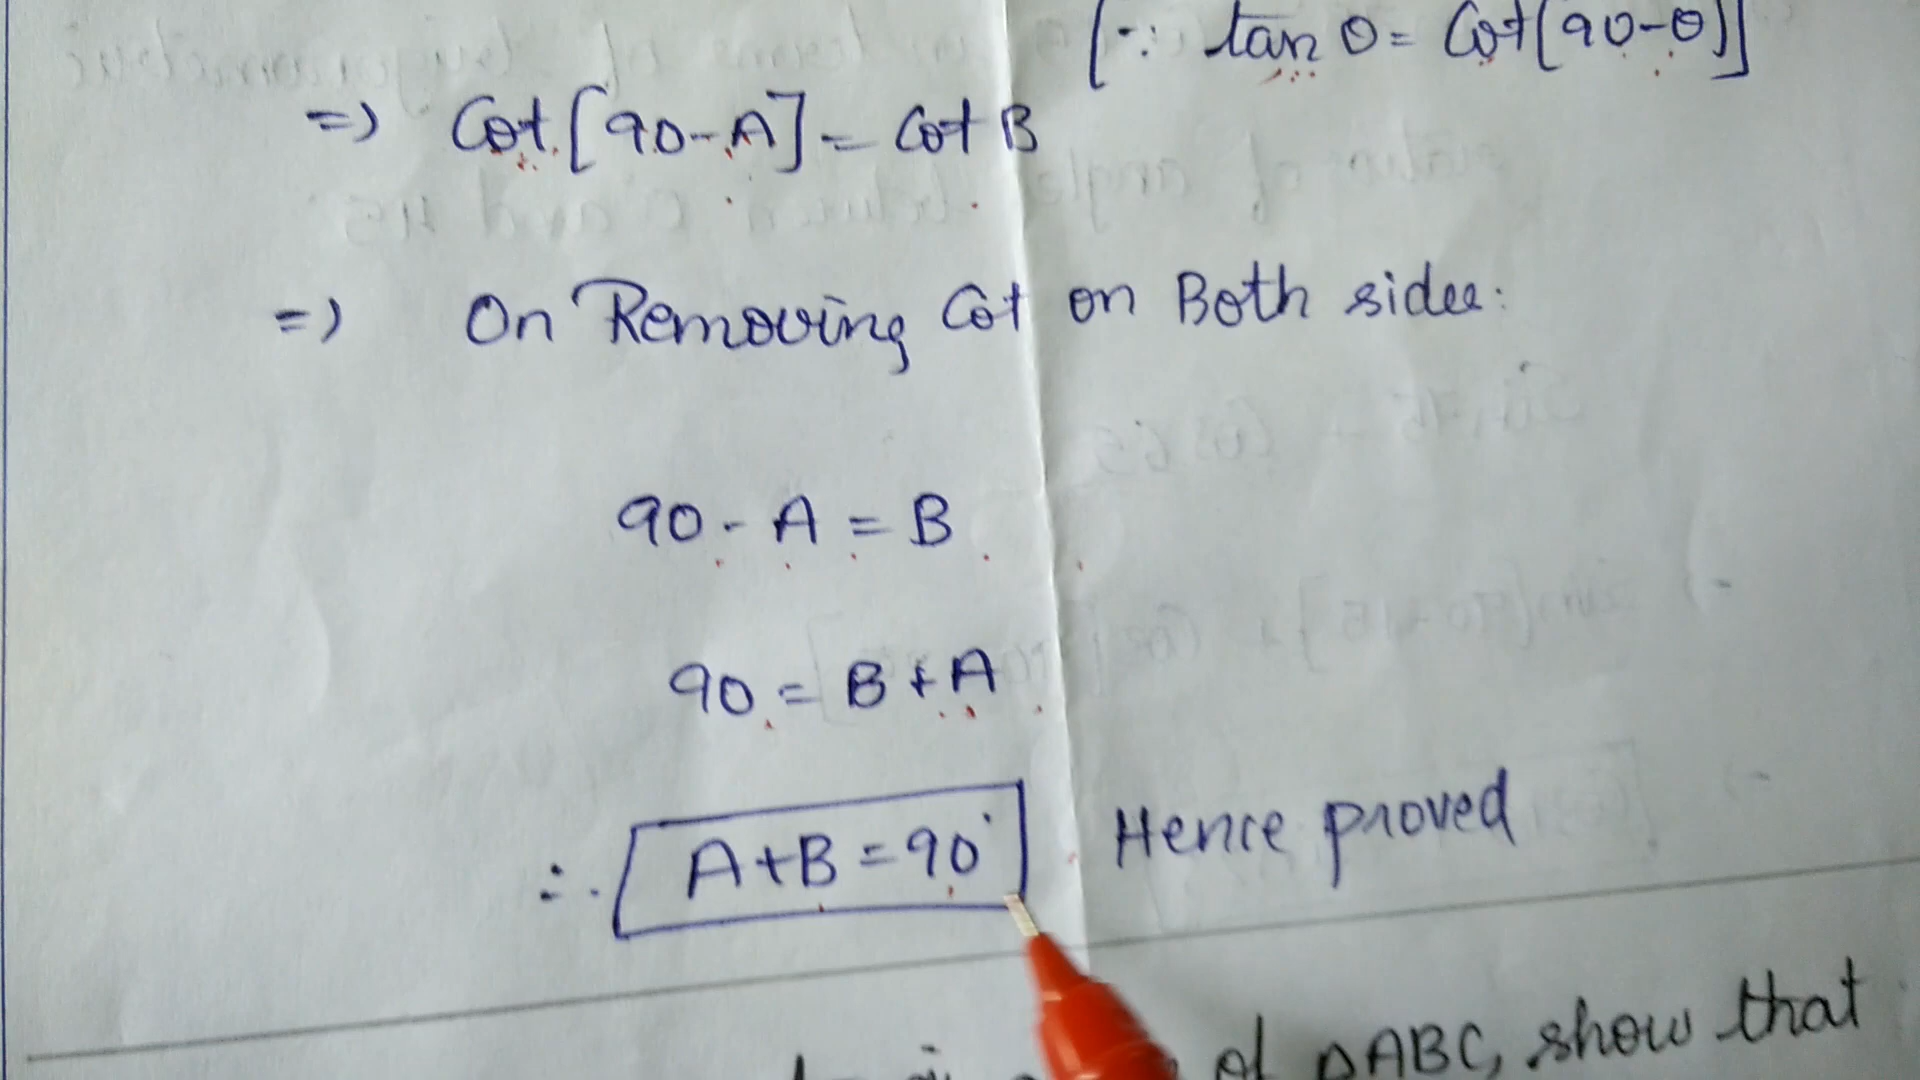 [∵ tan θ = Cot[90-θ]]
=> Cot[90-A] = Cot B
=> On Removing Cot on Both sides:
90 - A = B
90 = B + A
∴ A+B = 90° Hence proved
of ΔABC, show that